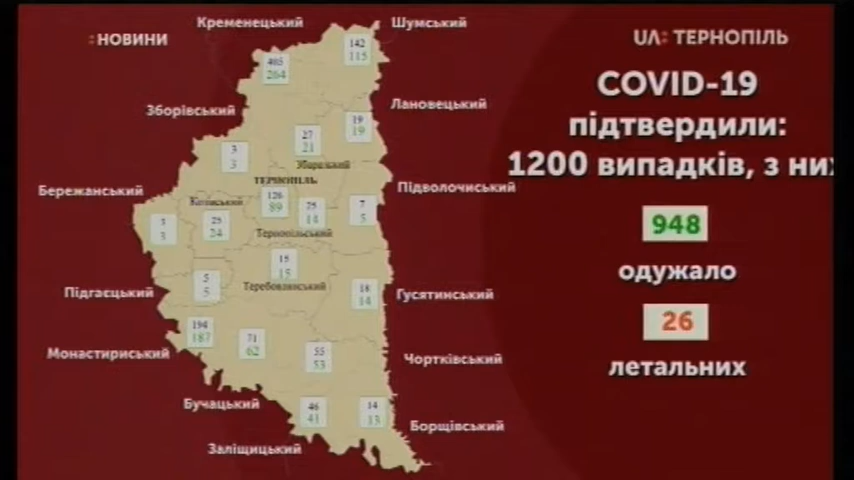 :НОВИНИ
UA: ТЕРНОПІЛЬ
Кременецький
Шумський
142
115
405
264
COVID-19
підтвердили:
1200 випадків, з них
948
одужало
26
летальних
Зборівський
Лановецький
19
19
27
21
Збаразький
3
3
ТЕРНОПІЛЬ
Бережанський
Підволочиський
Козівський
126
89
25
14
7
5
3
3
25
24
Тернопільський
15
15
Теребовлянський
5
5
Підгаєцький
18
14
Гусятинський
194
187
71
62
55
53
Монастириський
Чортківський
Бучацький
46
41
14
13
Борщівський
Заліщицький